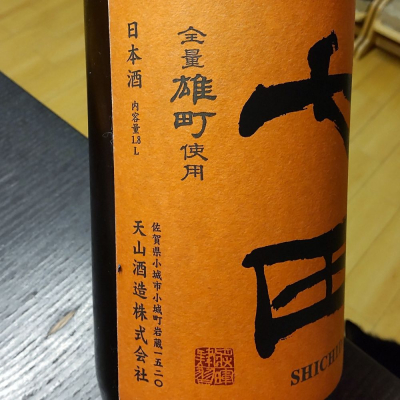 七田
SHICHI
全量雄町使用
日本酒
内容量1.8L
佐賀県小城市小城町岩蔵一五二〇
天山酒造株式会社